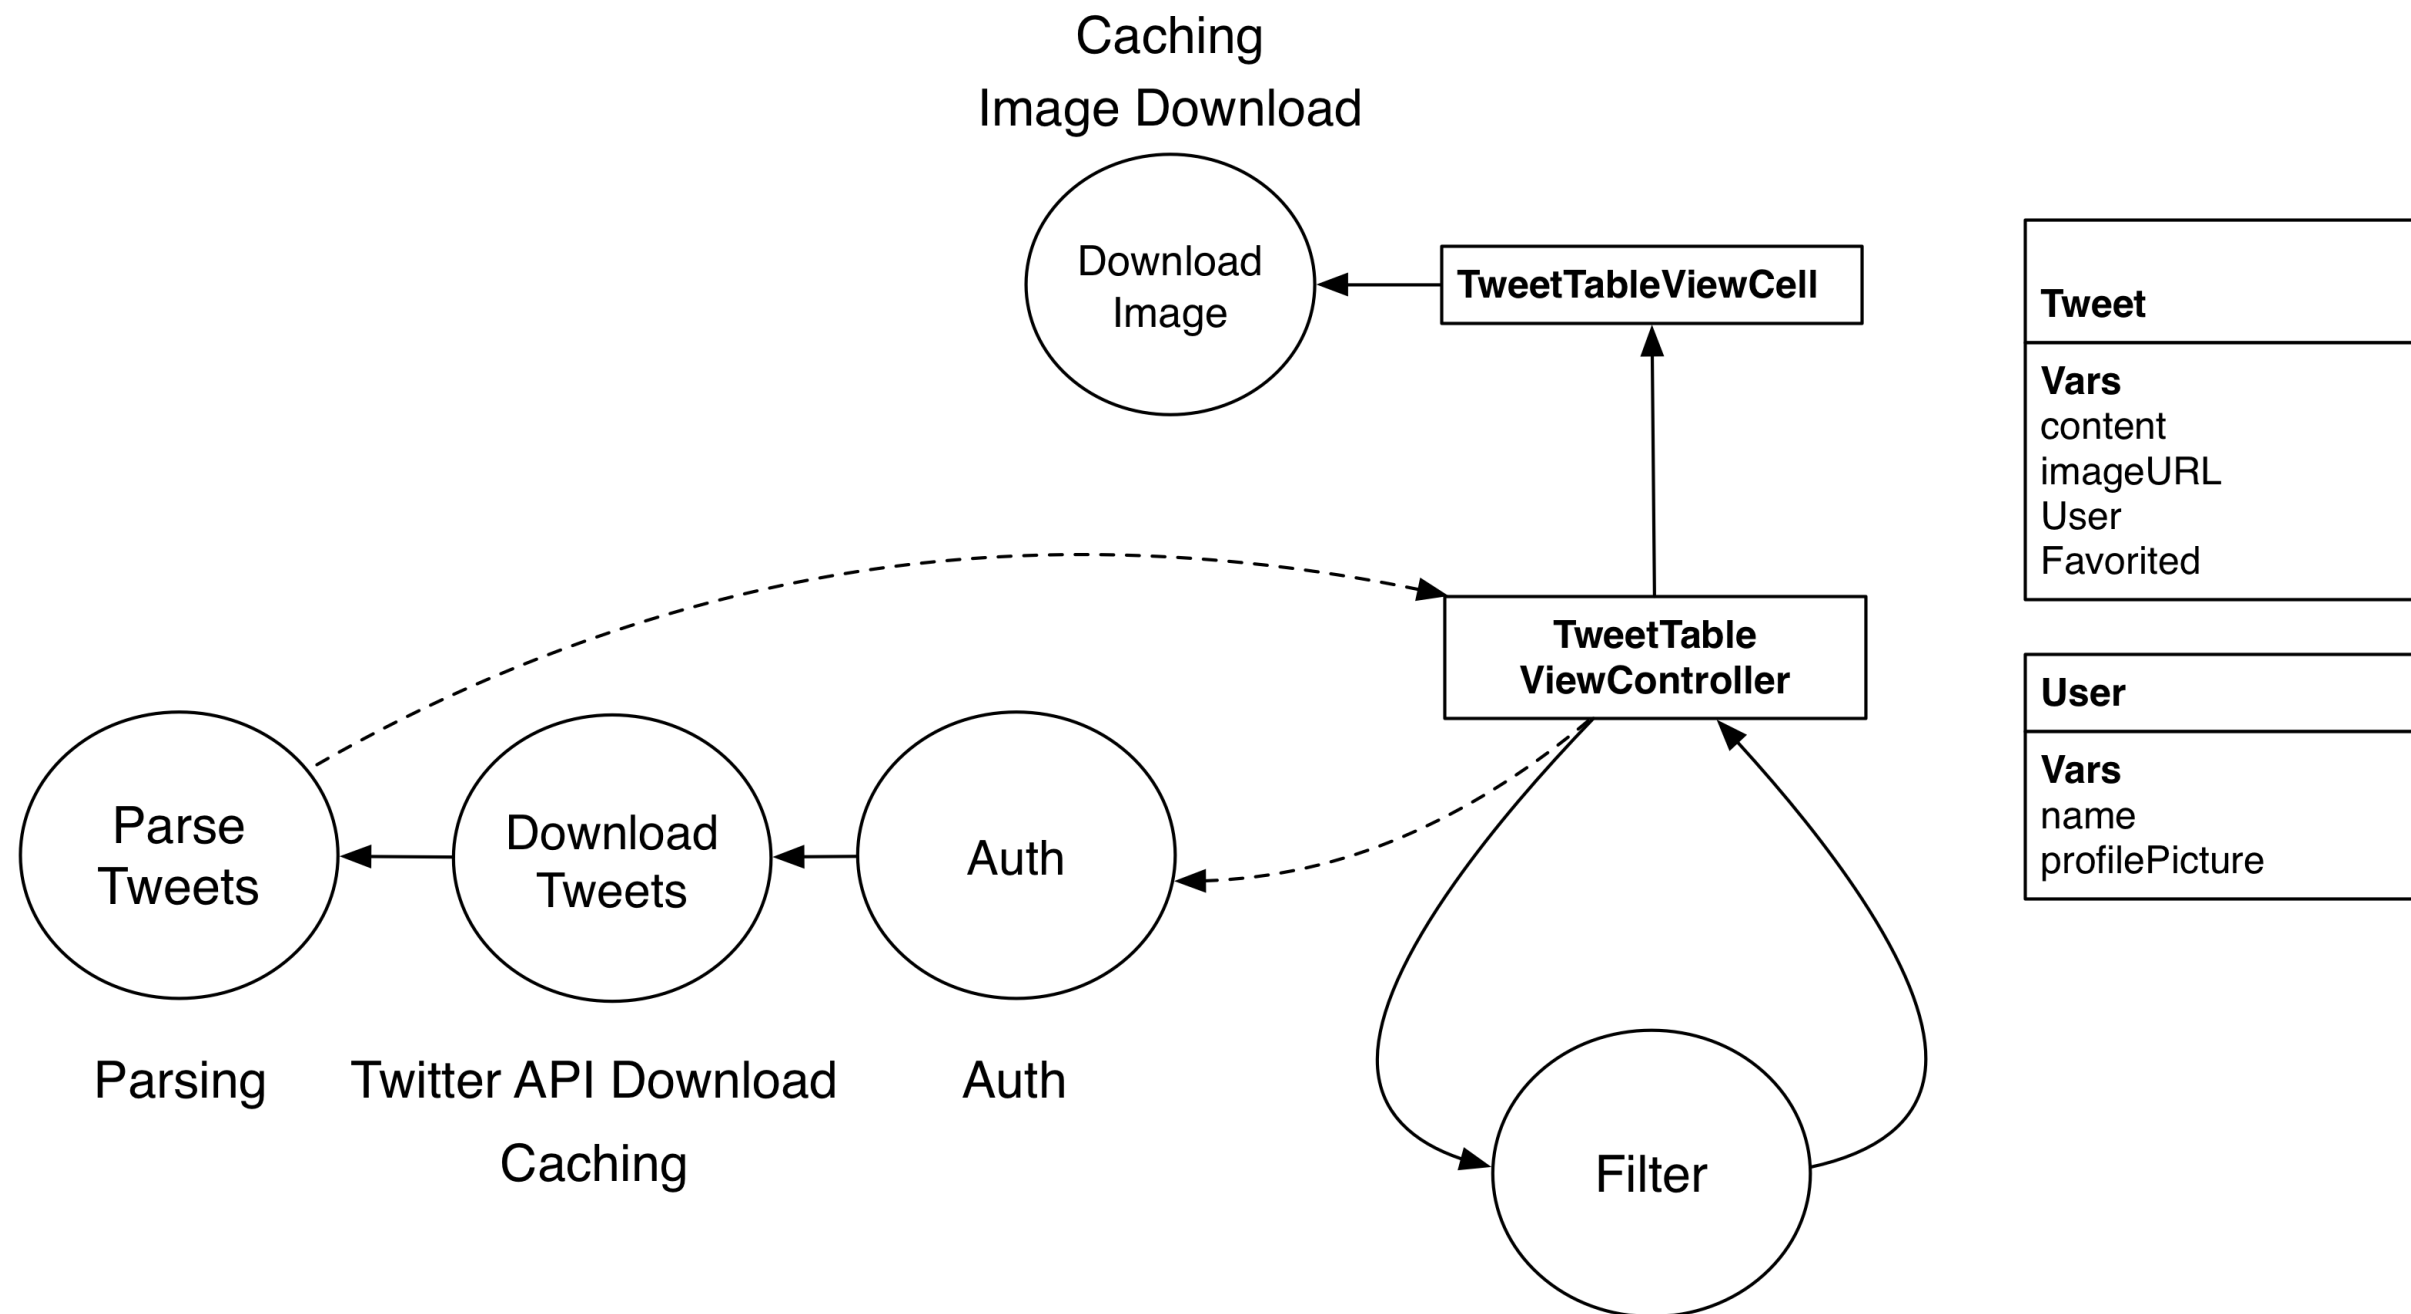 Caching
Image Download
Download
Image
TweetTableViewCell
Tweet
Vars
content
imageURL
User
Favorited
TweetTable
ViewController
User
Vars
name
profilePicture
Parse
Tweets
Download
Tweets
Auth
Parsing
Twitter API Download
Caching
Auth
Filter